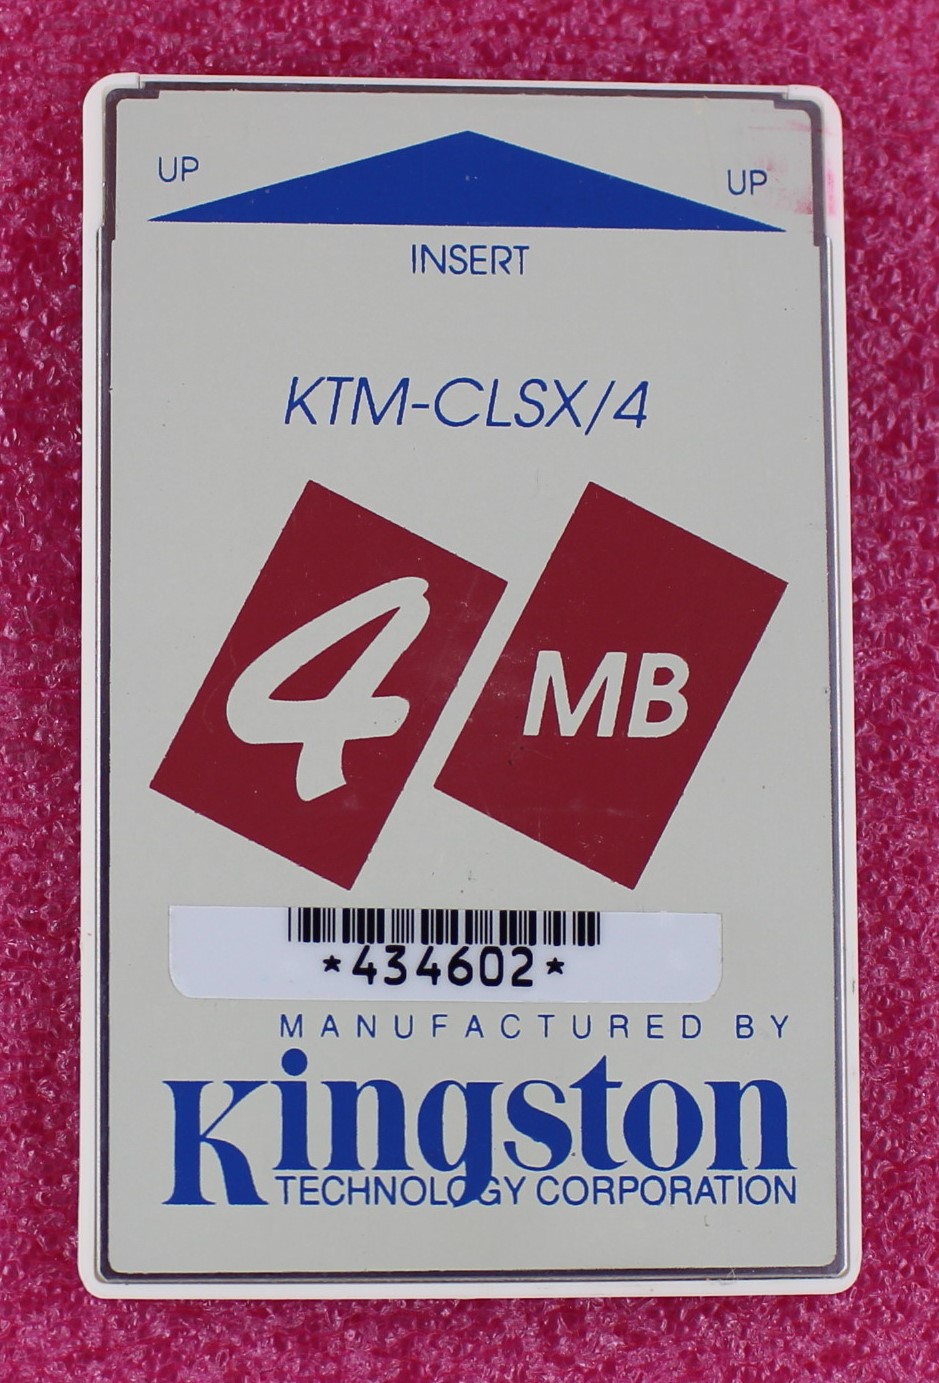 UP
UP
INSERT
KTM-CLSX/4
4 MB
*434602*
MANUFACTURED BY
Kingston
TECHNOLOGY CORPORATION